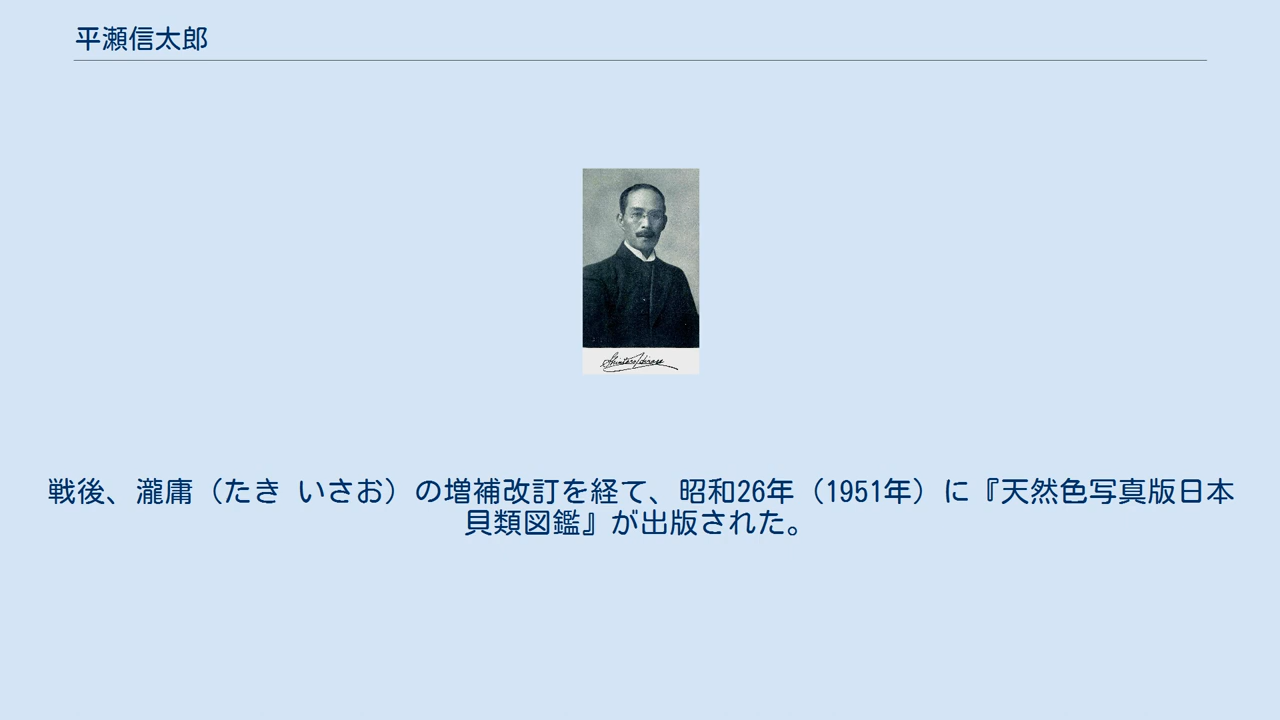 平瀬信太郎
Shintaro Hirase
戦後、瀧庸（たき いさお）の増補改訂を経て、昭和26年（1951年）に『天然色写真版日本
貝類図鑑』が出版された。